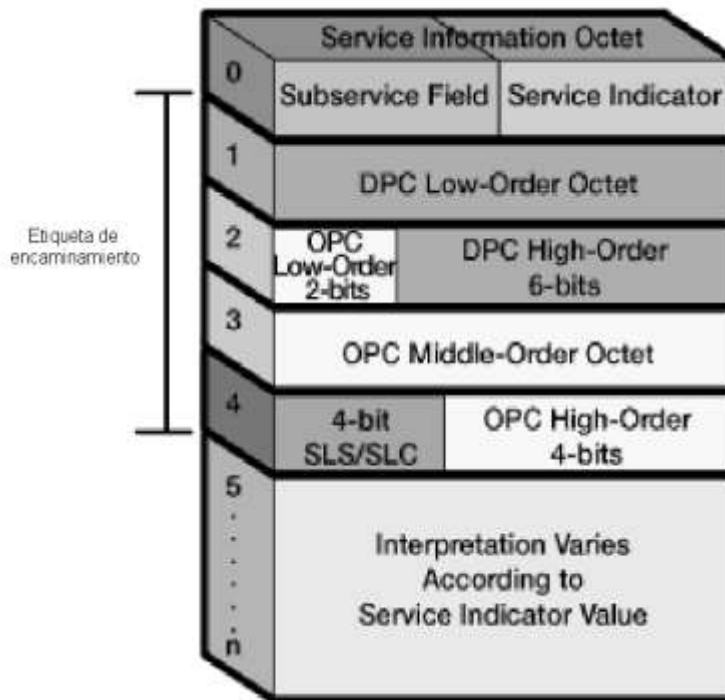 Service Information Octet
0
Subservice Field
Service Indicator
1
DPC Low-Order Octet
Etiqueta de
encaminamiento
2
OPC
Low-Order
2-bits
DPC High-Order
6-bits
3
OPC Middle-Order Octet
4
4-bit
SLS/SLC
OPC High-Order
4-bits
5
.
.
.
.
.
.
n
Interpretation Varies
According to
Service Indicator Value